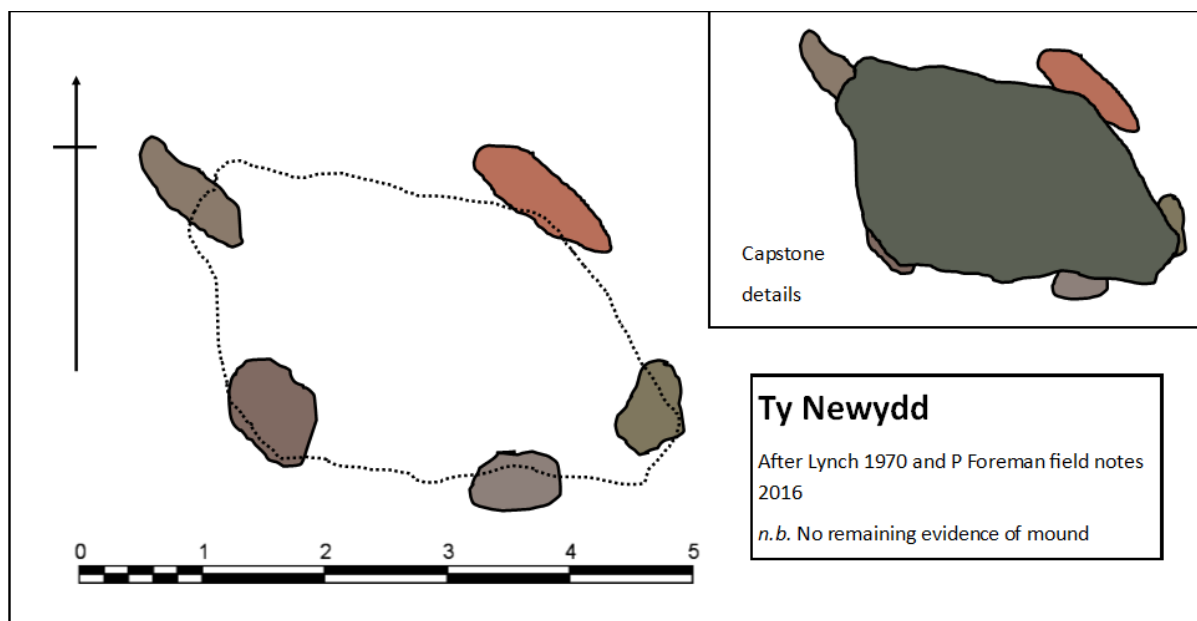 Capstone
details
Ty Newydd
After Lynch 1970 and P Foreman field notes
2016
n.b. No remaining evidence of mound
0 1 2 3 4 5